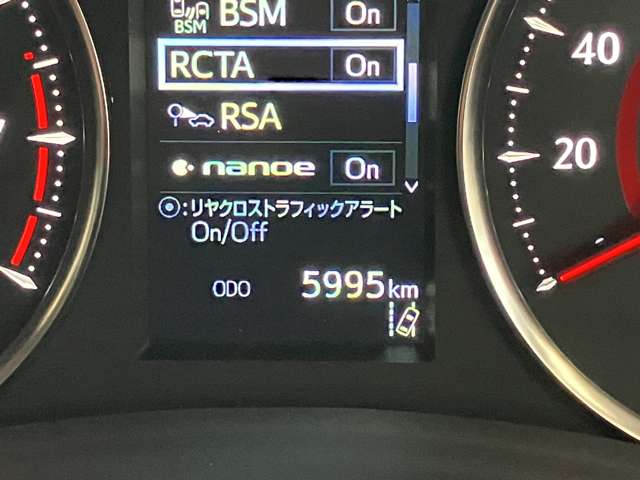 BSM BSM On
RCTA On
RSA
nanoe On
:リヤクロストラフィックアラート
On/Off
ODO 5995km
40
20